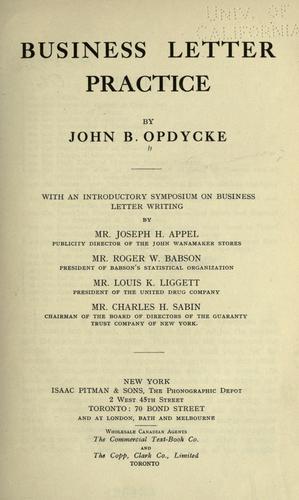 UNIV. OF
CALIFORNIA
BUSINESS LETTER
PRACTICE
BY
JOHN B. OPDYCKE
WITH AN INTRODUCTORY SYMPOSIUM ON BUSINESS
LETTER WRITING
BY
MR. JOSEPH H. APPEL
PUBLICITY DIRECTOR OF THE JOHN WANAMAKER STORES
MR. ROGER W. BABSON
PRESIDENT OF BABSON'S STATISTICAL ORGANIZATION
MR. LOUIS K. LIGGETT
PRESIDENT OF THE UNITED DRUG COMPANY
MR. CHARLES H. SABIN
CHAIRMAN OF THE BOARD OF DIRECTORS OF THE GUARANTY
TRUST COMPANY OF NEW YORK.
NEW YORK
ISAAC PITMAN & SONS, THE PHONOGRAPHIC DEPOT
2 WEST 45TH STREET
TORONTO: 70 BOND STREET
AND AT LONDON, BATH AND MELBOURNE
WHOLESALE CANADIAN AGENTS
The Commercial Text-Book Co.
AND
The Copp, Clark Co., Limited
TORONTO